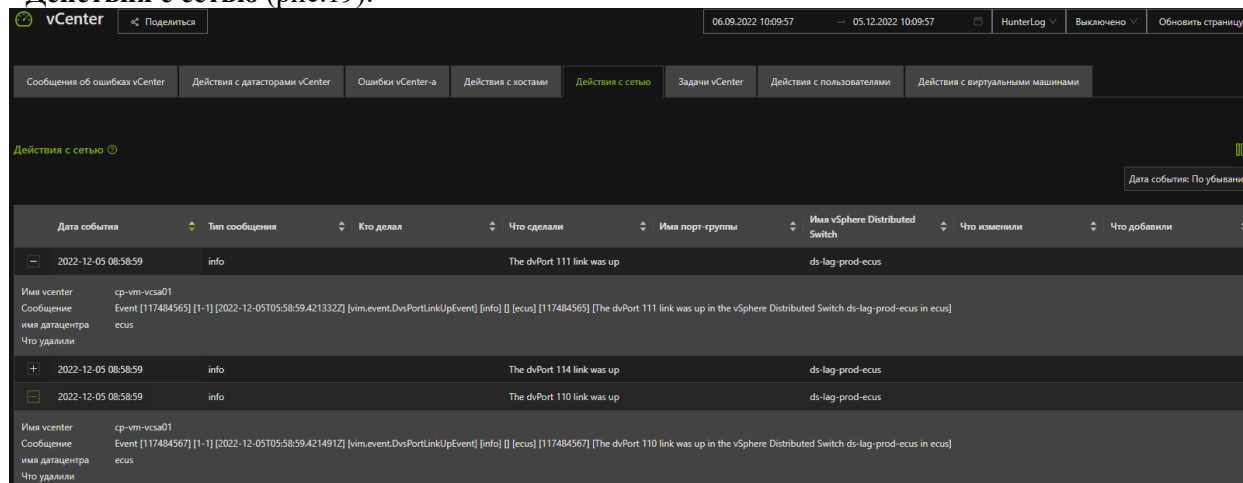 Действия с сетью (рис.19).
vCenter Поделиться 06.09.2022 10:09:57 → 05.12.2022 10:09:57 HunterLog Выключено Обновить страницу
Сообщения об ошибках vCenter Действия с датасторами vCenter Ошибки vCenter-а Действия с хостами Действия с сетью Задачи vCenter Действия с пользователями Действия с виртуальными машинами
Действия с сетью
Дата события: По убывани
Дата события Тип сообщения Кто делал Что сделали Имя порт-группы Имя vSphere Distributed Switch Что изменили Что добавили
2022-12-05 08:58:59 info The dvPort 111 link was up ds-lag-prod-ecus
Имя vcenter cp-vm-vcsa01
Сообщение Event [117484565] [1-1] [2022-12-05T05:58:59.421332Z] [vim.event.DvsPortLinkUpEvent] [info] [] [ecus] [117484565] [The dvPort 111 link was up in the vSphere Distributed Switch ds-lag-prod-ecus in ecus]
имя датацентра ecus
Что удалили
2022-12-05 08:58:59 info The dvPort 114 link was up ds-lag-prod-ecus
2022-12-05 08:58:59 info The dvPort 110 link was up ds-lag-prod-ecus
Имя vcenter cp-vm-vcsa01
Сообщение Event [117484567] [1-1] [2022-12-05T05:58:59.421491Z] [vim.event.DvsPortLinkUpEvent] [info] [] [ecus] [117484567] [The dvPort 110 link was up in the vSphere Distributed Switch ds-lag-prod-ecus in ecus]
имя датацентра ecus
Что удалили